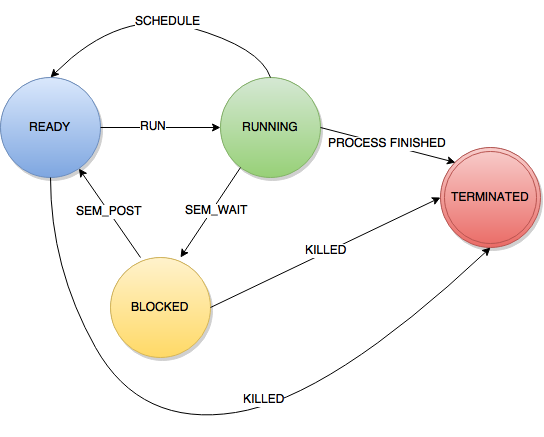 SCHEDULE
READY
RUN
RUNNING
PROCESS FINISHED
TERMINATED
SEM_POST
SEM_WAIT
KILLED
BLOCKED
KILLED